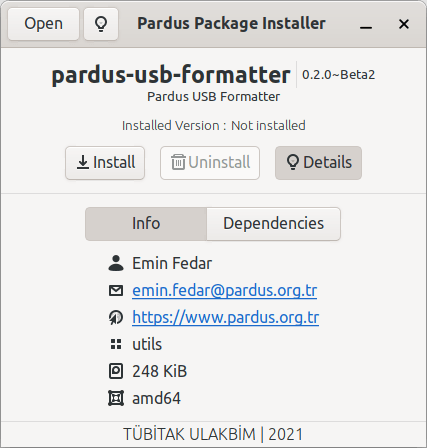 Open
Pardus Package Installer
pardus-usb-formatter 0.2.0~Beta2
Pardus USB Formatter
Installed Version : Not installed
Install Uninstall Details
Info Dependencies
Emin Fedar
emin.fedar@pardus.org.tr
https://www.pardus.org.tr
utils
248 KiB
amd64
TÜBİTAK ULAKBİM | 2021